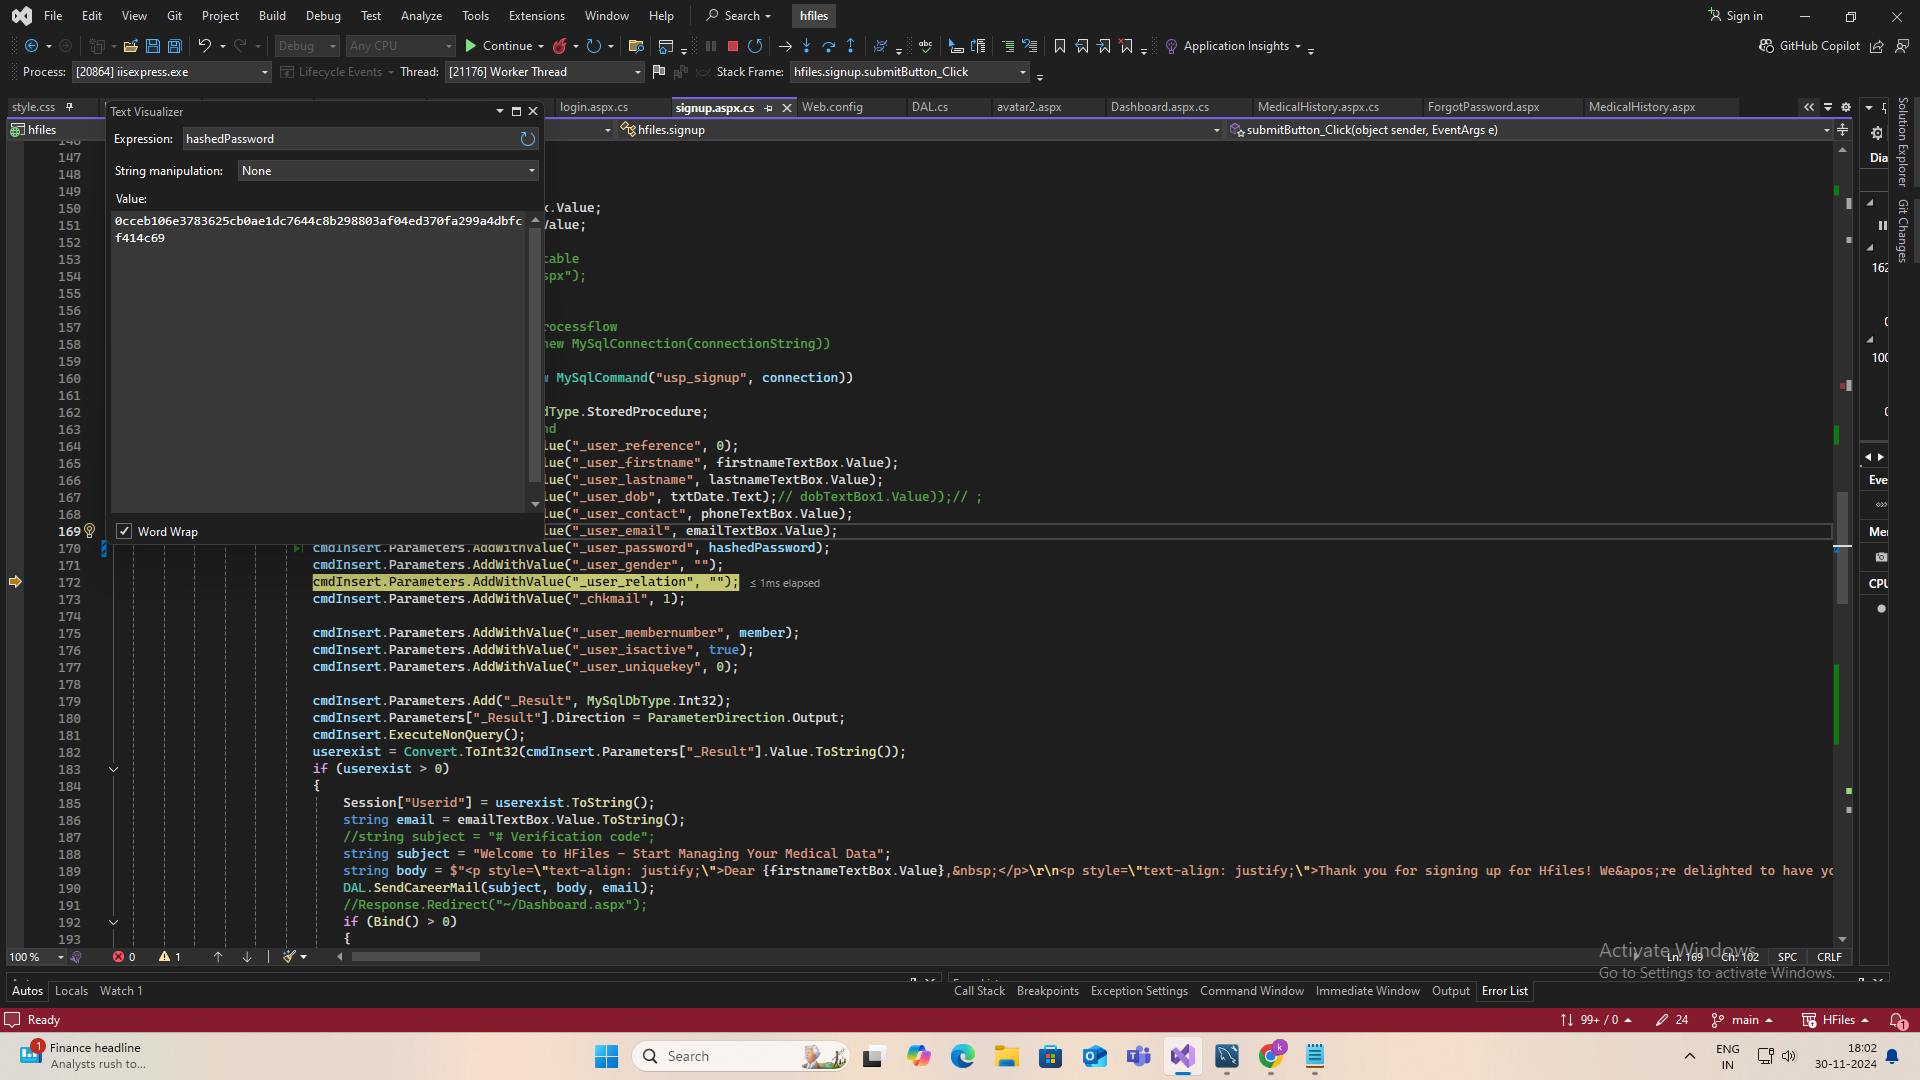 File Edit View Git Project Build Debug Test Analyze Tools Extensions Window Help Search hfiles Sign in
Debug Any CPU Continue Application Insights GitHub Copilot
Process: [20864] iisexpress.exe Lifecycle Events Thread: [21176] Worker Thread Stack Frame: hfiles.signup.submitButton_Click
style.css login.aspx.cs signup.aspx.cs Web.config DAL.cs avatar2.aspx Dashboard.aspx.cs MedicalHistory.aspx.cs ForgotPassword.aspx MedicalHistory.aspx
hfiles hfiles.signup submitButton_Click(object sender, EventArgs e)
Text Visualizer
Expression: hashedPassword
String manipulation: None
Value:
0cceb106e3783625cb0ae1dc7644c8b298803af04ed370fa299a4dbfc
f414c69
Word Wrap
147
148
149
150 x.Value;
151 alue;
152
153 table
154 spx");
155
156
157 rocessflow
158 new MySqlConnection(connectionString))
159
160 w MySqlCommand("usp_signup", connection))
161
162 dType.StoredProcedure;
163 nd
164 lue("_user_reference", 0);
165 lue("_user_firstname", firstnameTextBox.Value);
166 lue("_user_lastname", lastnameTextBox.Value);
167 lue("_user_dob", txtDate.Text);// dobTextBox1.Value));// ;
168 lue("_user_contact", phoneTextBox.Value);
169 lue("_user_email", emailTextBox.Value);
170 cmdInsert.Parameters.AddWithValue("_user_password", hashedPassword);
171 cmdInsert.Parameters.AddWithValue("_user_gender", "");
172 cmdInsert.Parameters.AddWithValue("_user_relation", ""); ≤ 1ms elapsed
173 cmdInsert.Parameters.AddWithValue("_chkmail", 1);
174
175 cmdInsert.Parameters.AddWithValue("_user_membernumber", member);
176 cmdInsert.Parameters.AddWithValue("_user_isactive", true);
177 cmdInsert.Parameters.AddWithValue("_user_uniquekey", 0);
178
179 cmdInsert.Parameters.Add("_Result", MySqlDbType.Int32);
180 cmdInsert.Parameters["_Result"].Direction = ParameterDirection.Output;
181 cmdInsert.ExecuteNonQuery();
182 userexist = Convert.ToInt32(cmdInsert.Parameters["_Result"].Value.ToString());
183 if (userexist > 0)
184 {
185 Session["Userid"] = userexist.ToString();
186 string email = emailTextBox.Value.ToString();
187 //string subject = "# Verification code";
188 string subject = "Welcome to HFiles – Start Managing Your Medical Data";
189 string body = $"<p style=\"text-align: justify;\">Dear {firstnameTextBox.Value},&nbsp;</p>\r\n<p style=\"text-align: justify;\">Thank you for signing up for Hfiles! We&apos;re delighted to have yo
190 DAL.SendCareerMail(subject, body, email);
191 //Response.Redirect("~/Dashboard.aspx");
192 if (Bind() > 0)
193 {
Solution Explorer
Git Changes
Dia
162
100
Eve
Mem
CPU
100 % 0 1 Ln: 169 Ch: 102 SPC CRLF
Activate Windows
Go to Settings to activate Windows.
Autos Locals Watch 1 Call Stack Breakpoints Exception Settings Command Window Immediate Window Output Error List
Ready 99+ / 0 24 main HFiles 1
1 Finance headline
Analysts rush to...
Search
ENG
IN
18:02
30-11-2024